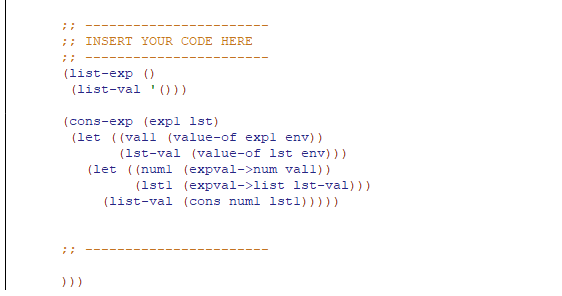 ;; -----------------------
;; INSERT YOUR CODE HERE
;; -----------------------
(list-exp ()
 (list-val '()))

(cons-exp (exp1 lst)
 (let ((val1 (value-of exp1 env))
       (lst-val (value-of lst env)))
   (let ((num1 (expval->num val1))
         (lst1 (expval->list lst-val)))
     (list-val (cons num1 lst1)))))

;; -----------------------

)))